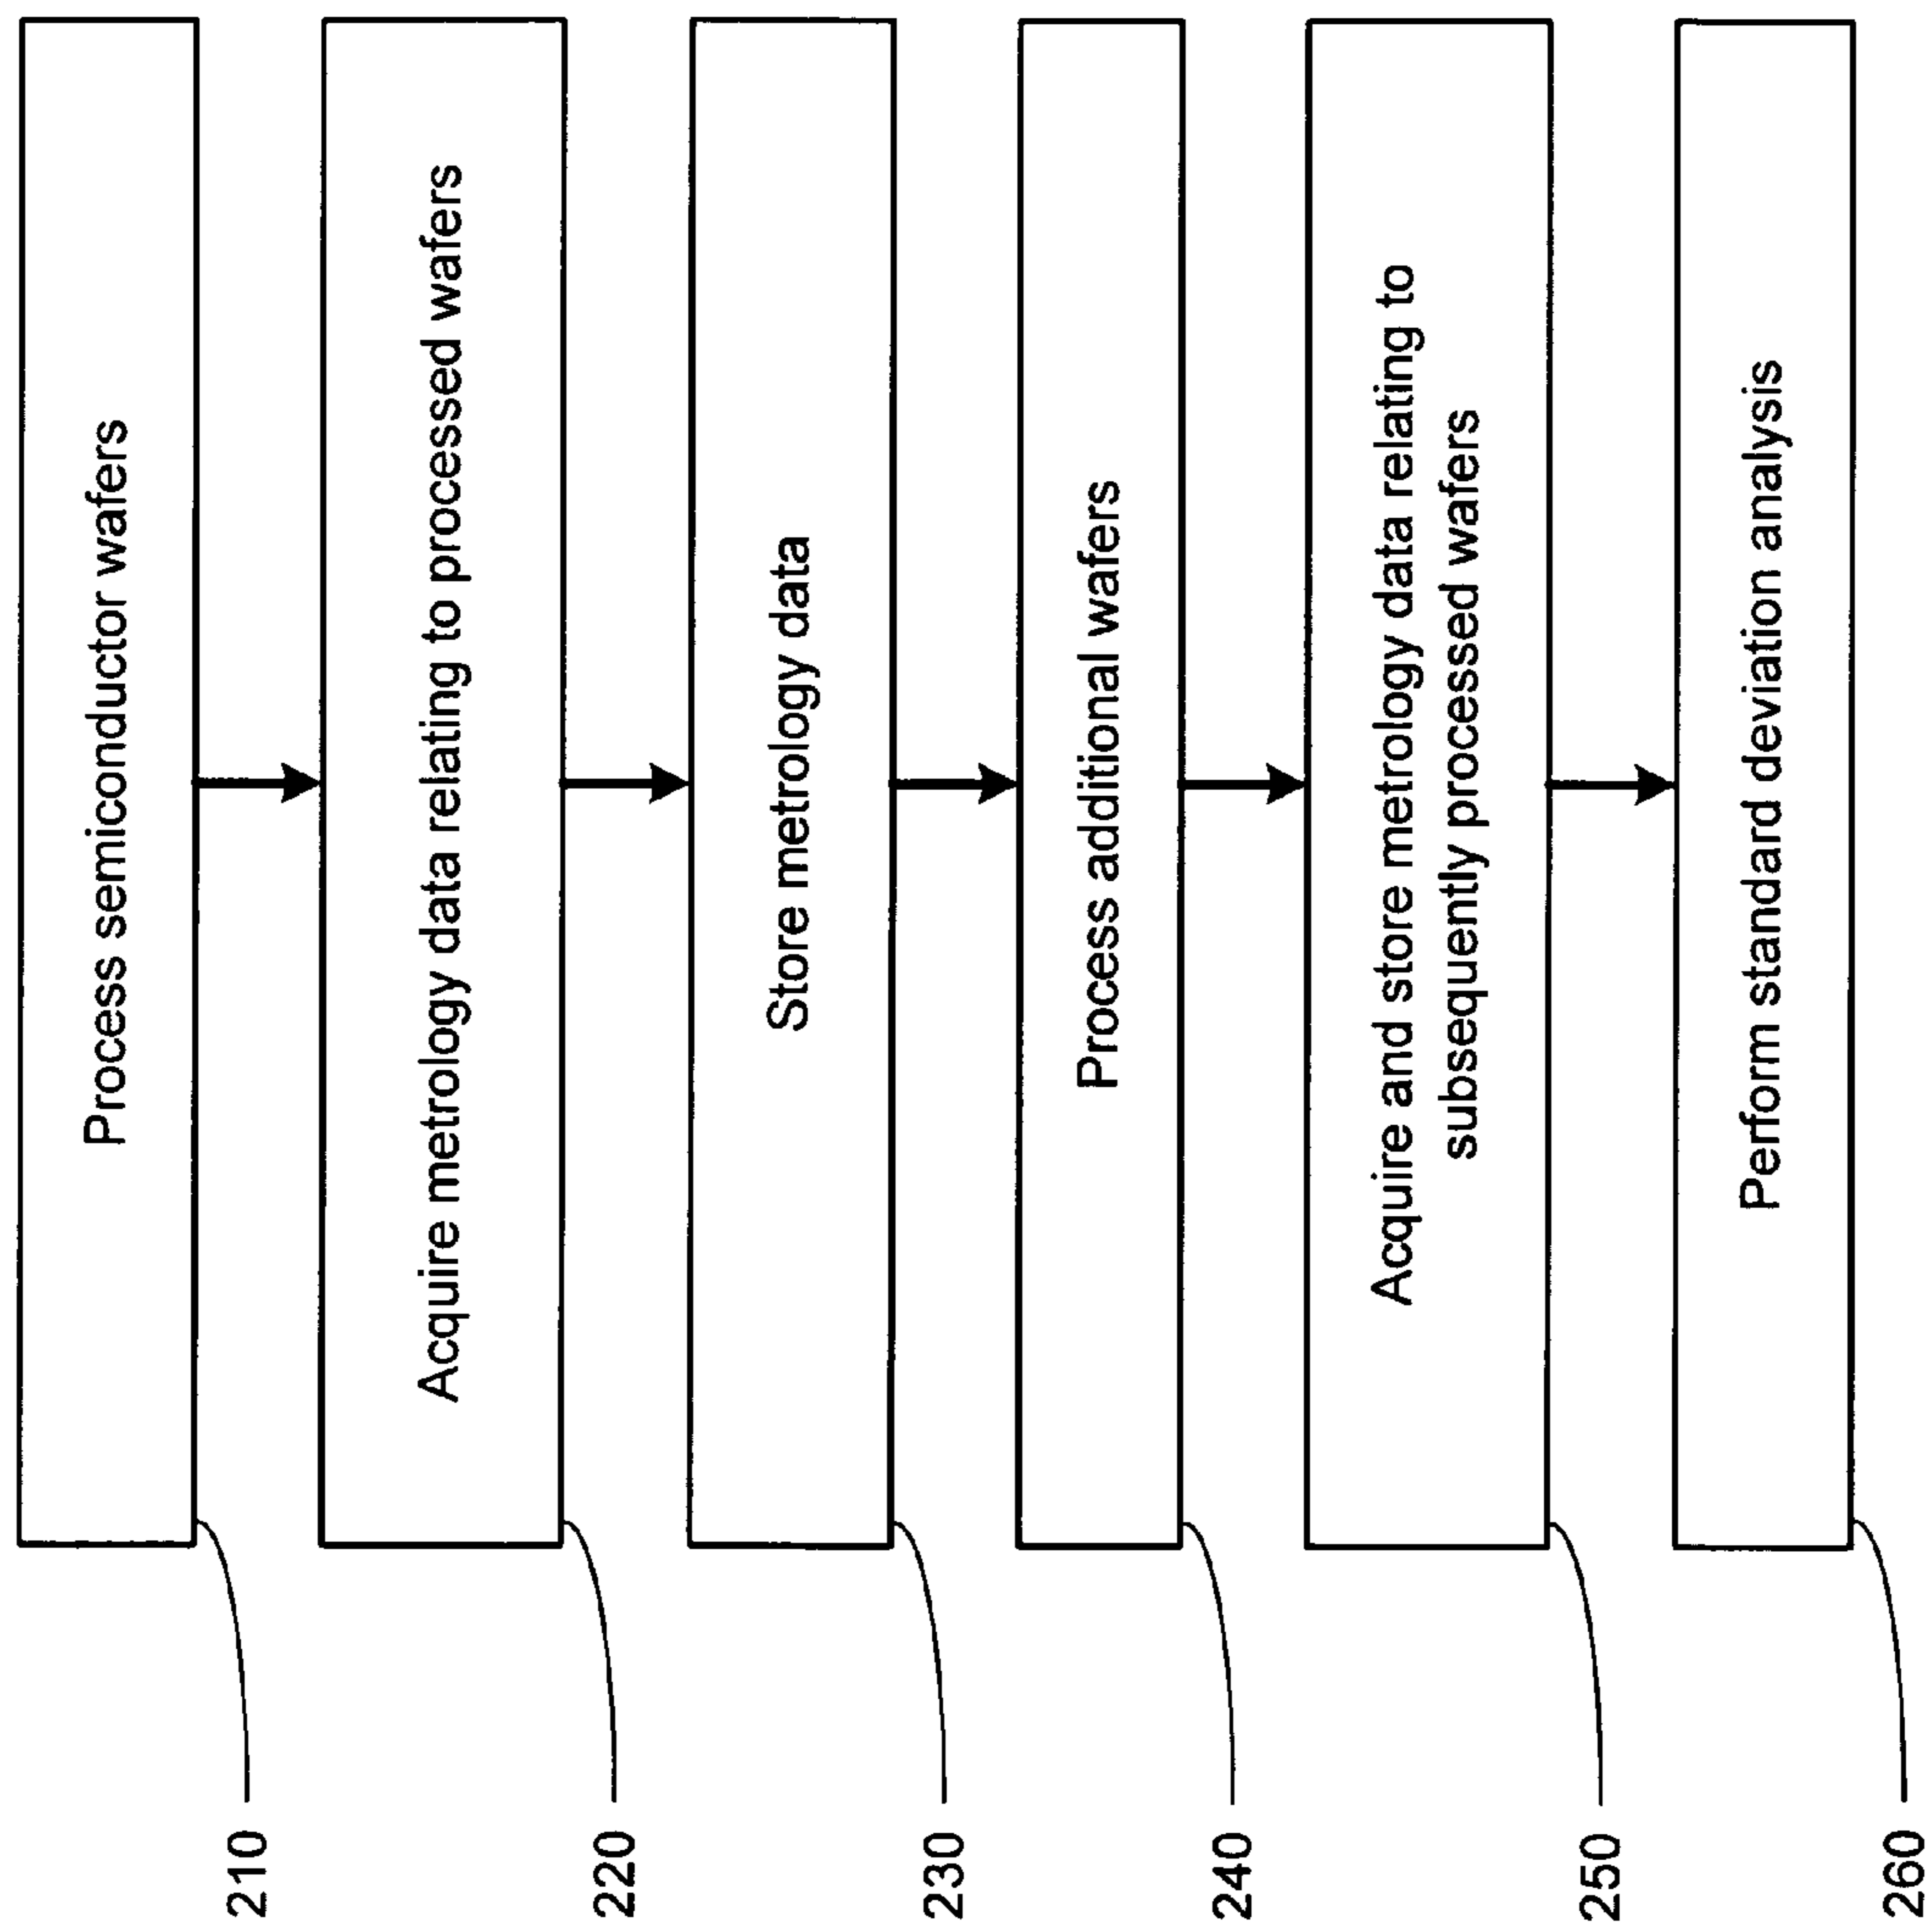 Process semiconductor wafers
210
Acquire metrology data relating to processed wafers
220
Store metrology data
230
Process additional wafers
240
Acquire and store metrology data relating to
subsequently processed wafers
250
Perform standard deviation analysis
260